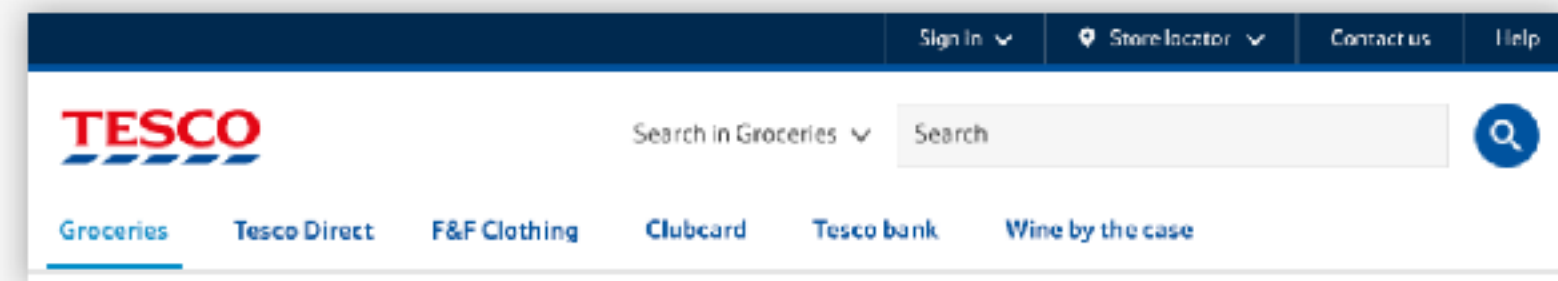 Sign in Store locator Contact us Help
TESCO
Search in Groceries Search
Groceries Tesco Direct F&F Clothing Clubcard Tesco bank Wine by the case